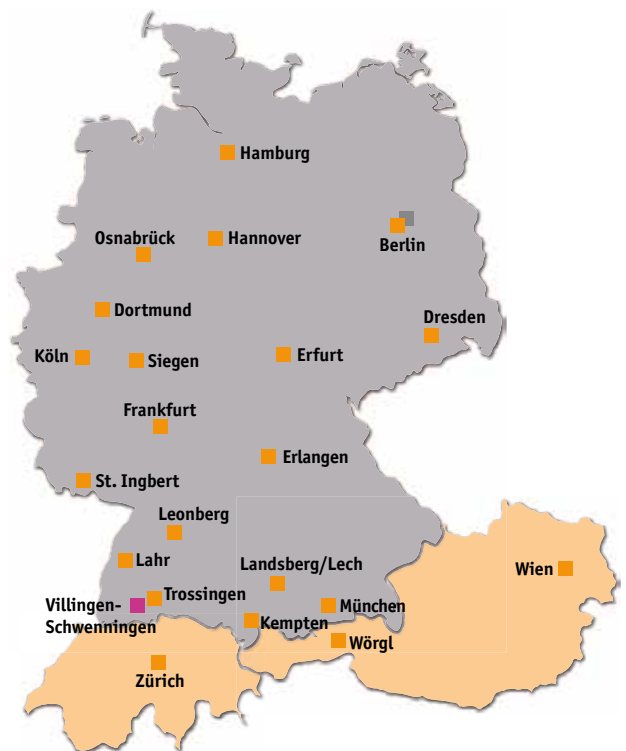 Hamburg
Osnabrück
Hannover
Berlin
Dortmund
Dresden
Köln
Siegen
Erfurt
Frankfurt
Erlangen
St. Ingbert
Leonberg
Lahr
Landsberg/Lech
Wien
Trossingen
Villingen-
Schwenningen
München
Kempten
Wörgl
Zürich